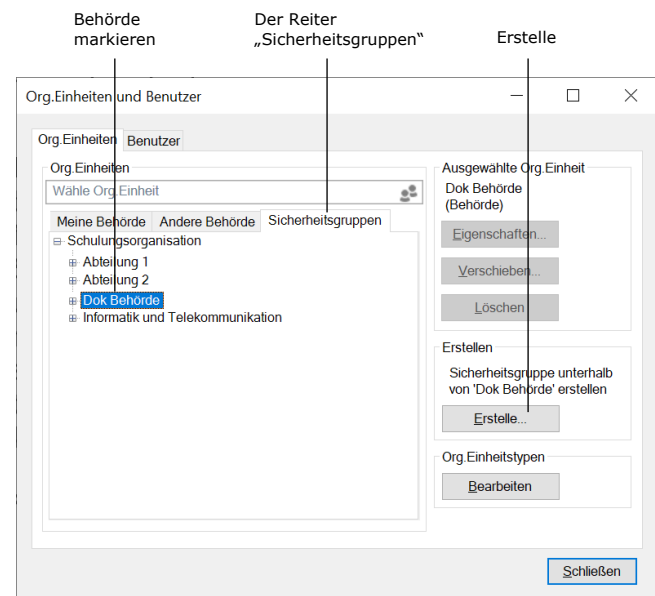 Behörde
markieren
Der Reiter
„Sicherheitsgruppen“
Erstelle
Org.Einheiten und Benutzer
Org.Einheiten
Benutzer
Org.Einheiten
Wähle Org.Einheit
Meine Behörde
Andere Behörde
Sicherheitsgruppen
Schulungsorganisation
Abteilung 1
Abteilung 2
Dok Behörde
Informatik und Telekommunikation
Ausgewählte Org.Einheit
Dok Behörde
(Behörde)
Eigenschaften...
Verschieben...
Löschen
Erstellen
Sicherheitsgruppe unterhalb
von 'Dok Behörde' erstellen
Erstelle...
Org.Einheitstypen
Bearbeiten
Schließen